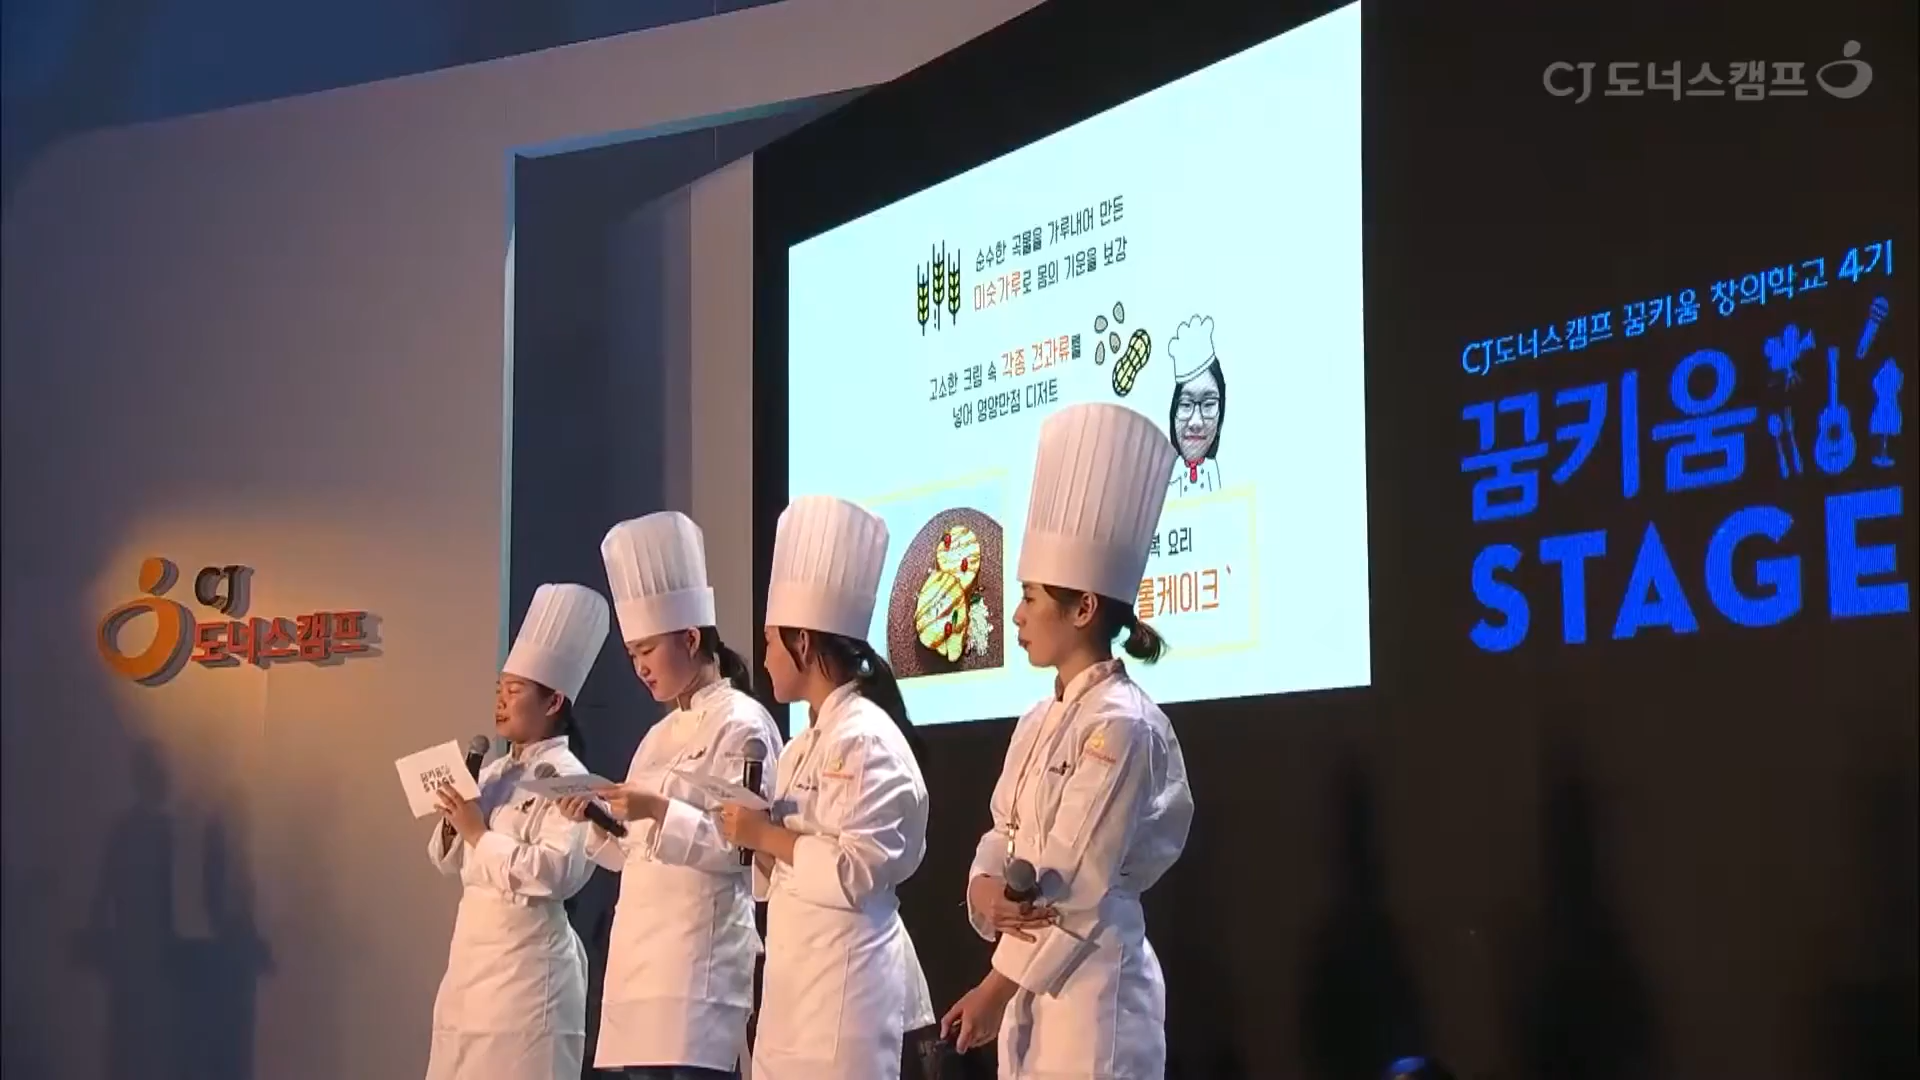 CJ 도너스캠프
순수한 곡물을 가루내어 만든
미숫가루로 몸의 기운을 보강
고소한 크림 속 각종 견과류를
넣어 영양만점 디저트
복 요리
롤케이크'
CJ도너스캠프 꿈키움 창의학교 4기
꿈키움
STAGE
CJ
도너스캠프
꿈키움
STAGE